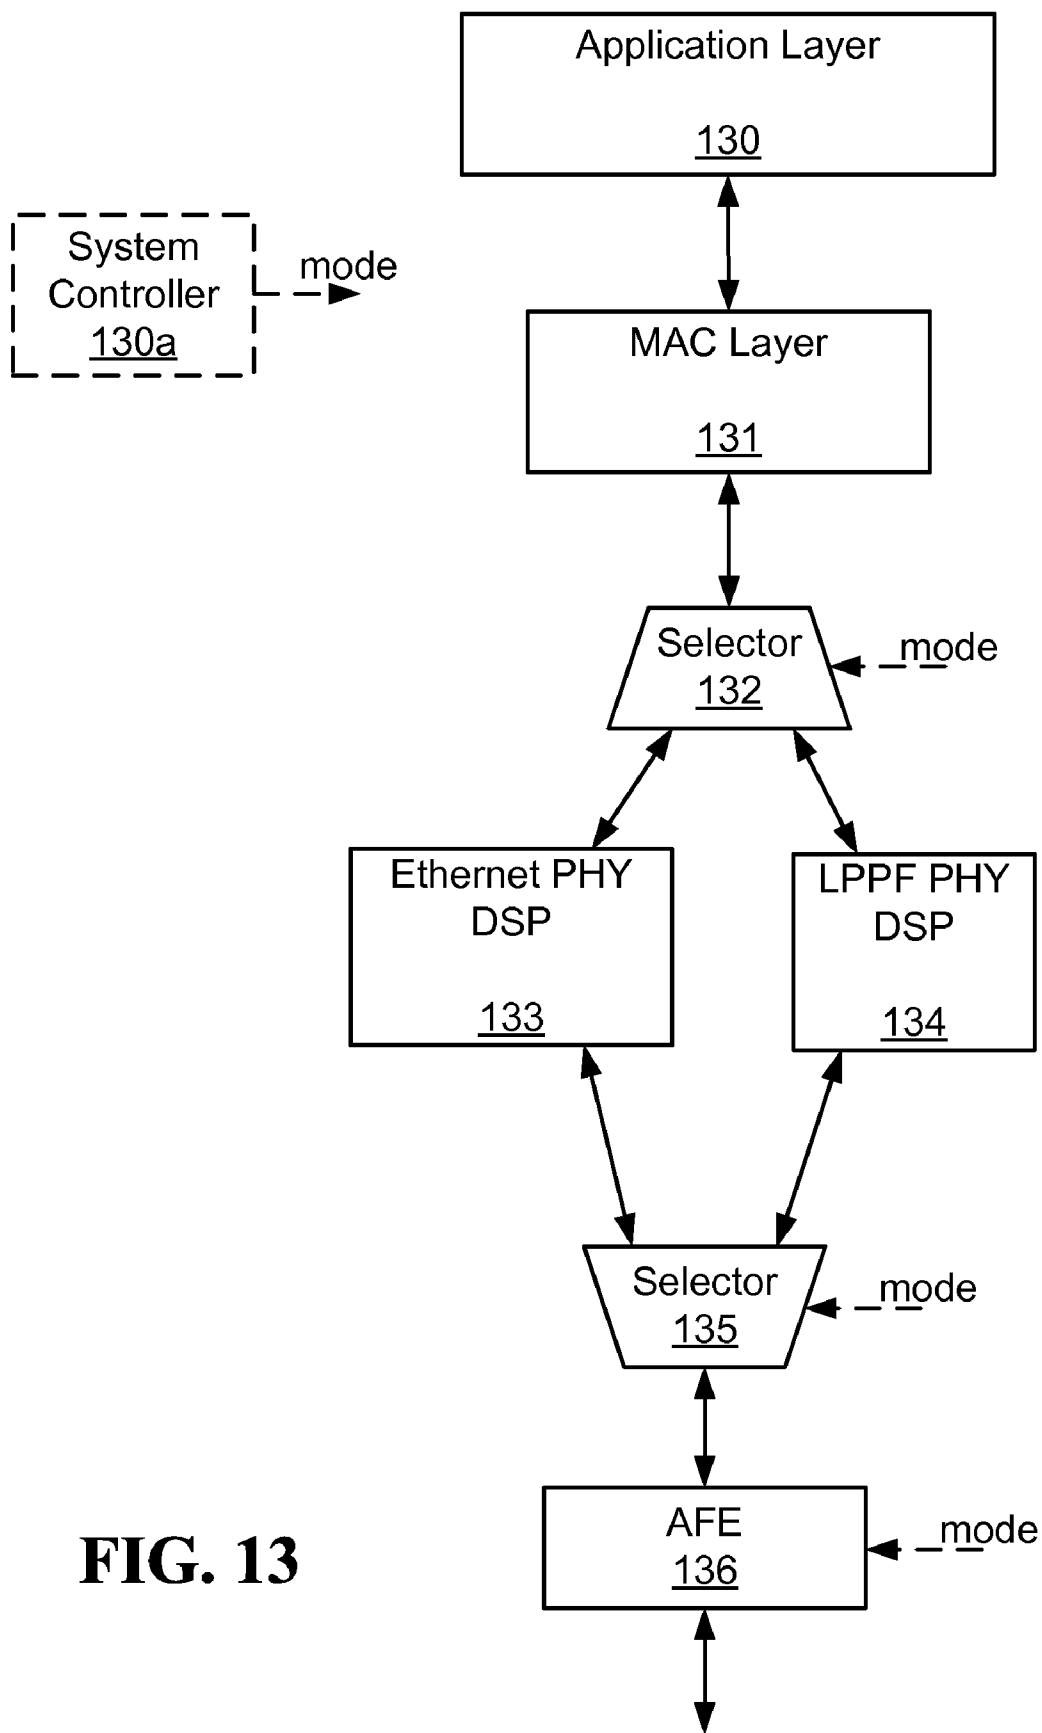 Application Layer
130
System
Controller
130a
mode
MAC Layer
131
Selector
132
mode
Ethernet PHY
DSP
133
LPPF PHY
DSP
134
Selector
135
mode
AFE
136
mode
FIG. 13